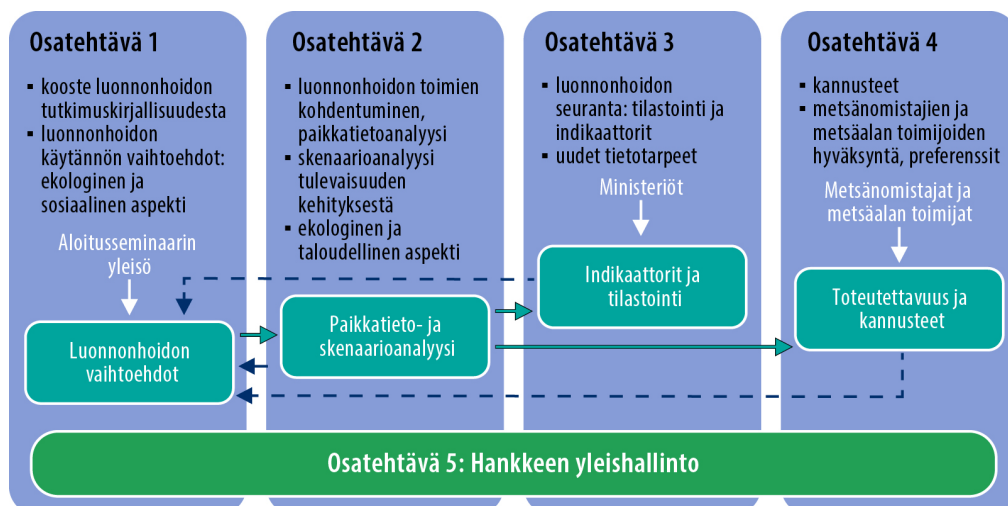 Osatehtävä 1
▪ kooste luonnonhoidon
tutkimuskirjallisuudesta
▪ luonnonhoidon
käytännön vaihtoehdot:
ekologinen ja
sosiaalinen aspekti
Aloitusseminaarin
yleisö
Luonnonhoidon
vaihtoehdot
Osatehtävä 2
▪ luonnonhoidon toimien
kohdentuminen,
paikkatietoanalyysi
▪ skenaarioanalyysi
tulevaisuuden
kehityksestä
▪ ekologinen ja
taloudellinen aspekti
Paikkatieto- ja
skenaarioanalyysi
Osatehtävä 3
▪ luonnonhoidon
seuranta: tilastointi ja
indikaattorit
▪ uudet tietotarpeet
Ministeriöt
Indikaattorit ja
tilastointi
Osatehtävä 4
▪ kannusteet
▪ metsänomistajien ja
metsäalan toimijoiden
hyväksyntä, preferenssit
Metsänomistajat ja
metsäalan toimijat
Toteutettavuus ja
kannusteet
Osatehtävä 5: Hankkeen yleishallinto